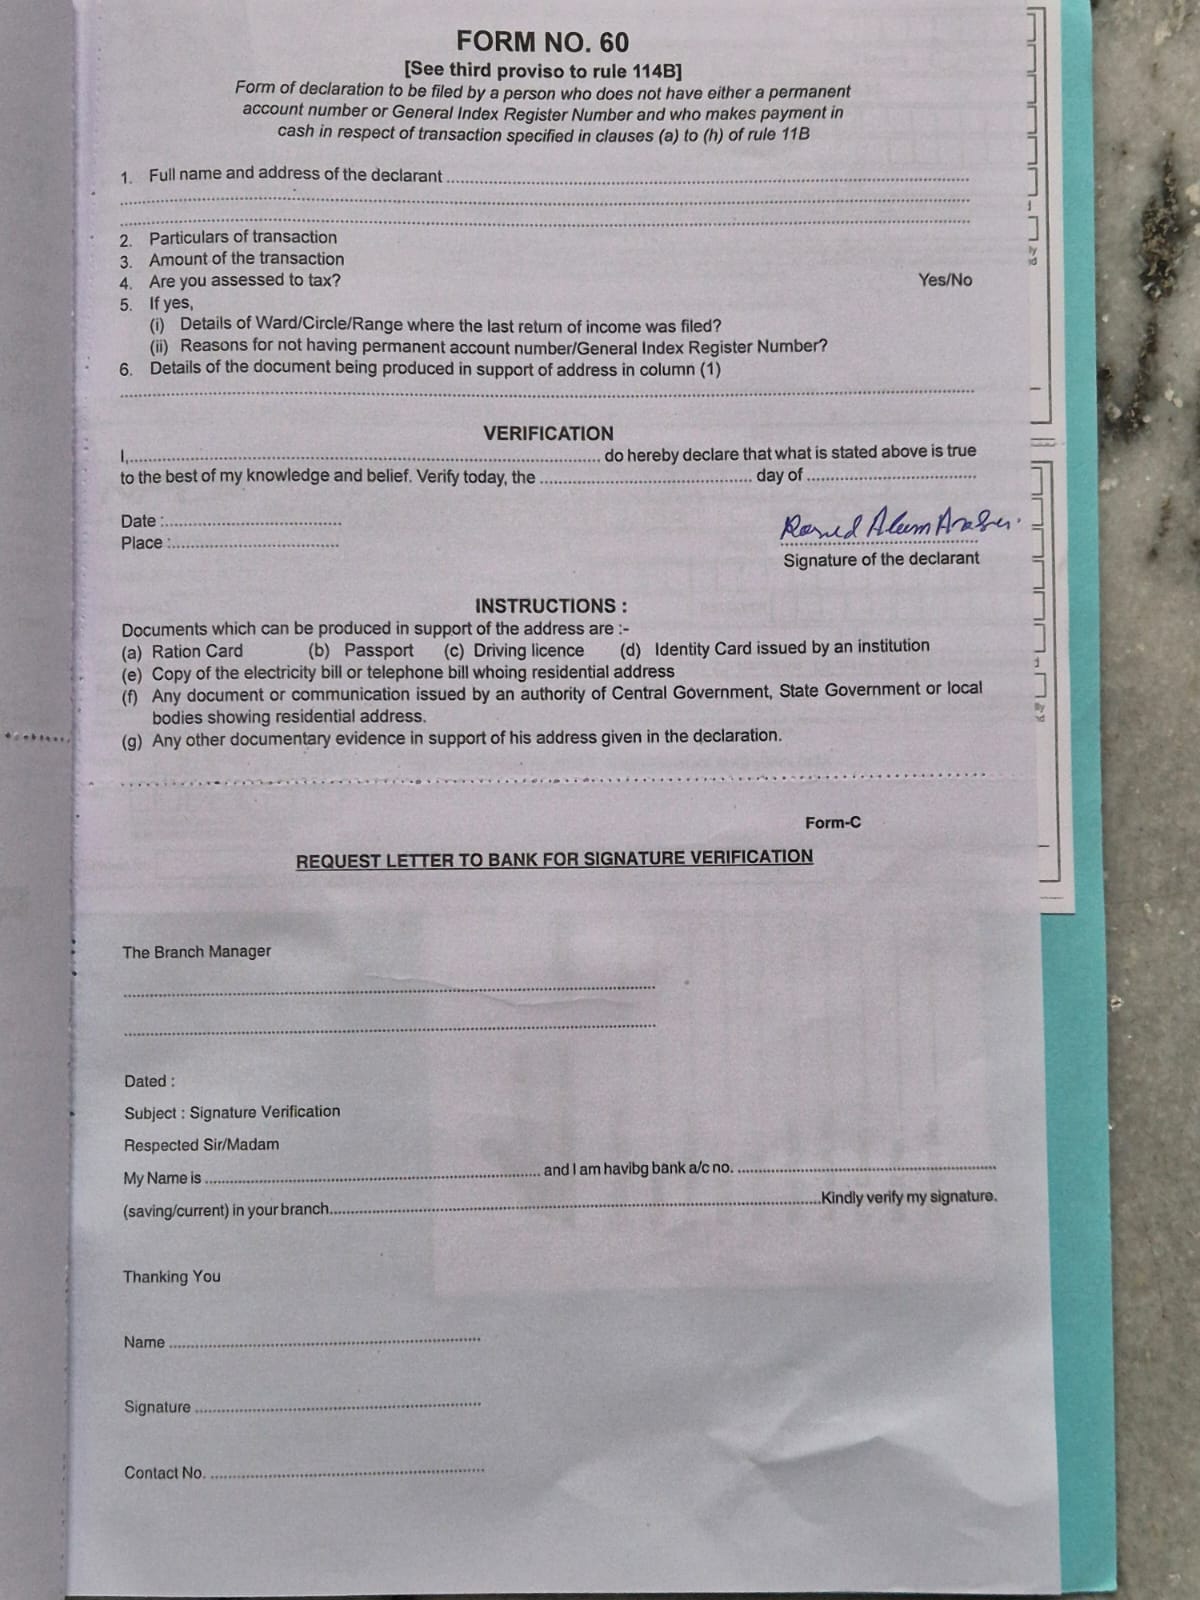 FORM NO. 60
[See third proviso to rule 114B]
Form of declaration to be filed by a person who does not have either a permanent
account number or General Index Register Number and who makes payment in
cash in respect of transaction specified in clauses (a) to (h) of rule 11B
1. Full name and address of the declarant
2. Particulars of transaction
3. Amount of the transaction
4. Are you assessed to tax? Yes/No
5. If yes,
(i) Details of Ward/Circle/Range where the last return of income was filed?
(ii) Reasons for not having permanent account number/General Index Register Number?
6. Details of the document being produced in support of address in column (1)
VERIFICATION
I, do hereby declare that what is stated above is true
to the best of my knowledge and belief. Verify today, the day of
Date :
Place :
Alam
Signature of the declarant
INSTRUCTIONS :
Documents which can be produced in support of the address are :-
(a) Ration Card (b) Passport (c) Driving licence (d) Identity Card issued by an institution
(e) Copy of the electricity bill or telephone bill whoing residential address
(f) Any document or communication issued by an authority of Central Government, State Government or local
bodies showing residential address.
(g) Any other documentary evidence in support of his address given in the declaration.
Form-C
REQUEST LETTER TO BANK FOR SIGNATURE VERIFICATION
The Branch Manager
Dated :
Subject : Signature Verification
Respected Sir/Madam
My Name is and I am havibg bank a/c no.
(saving/current) in your branch Kindly verify my signature.
Thanking You
Name
Signature
Contact No.